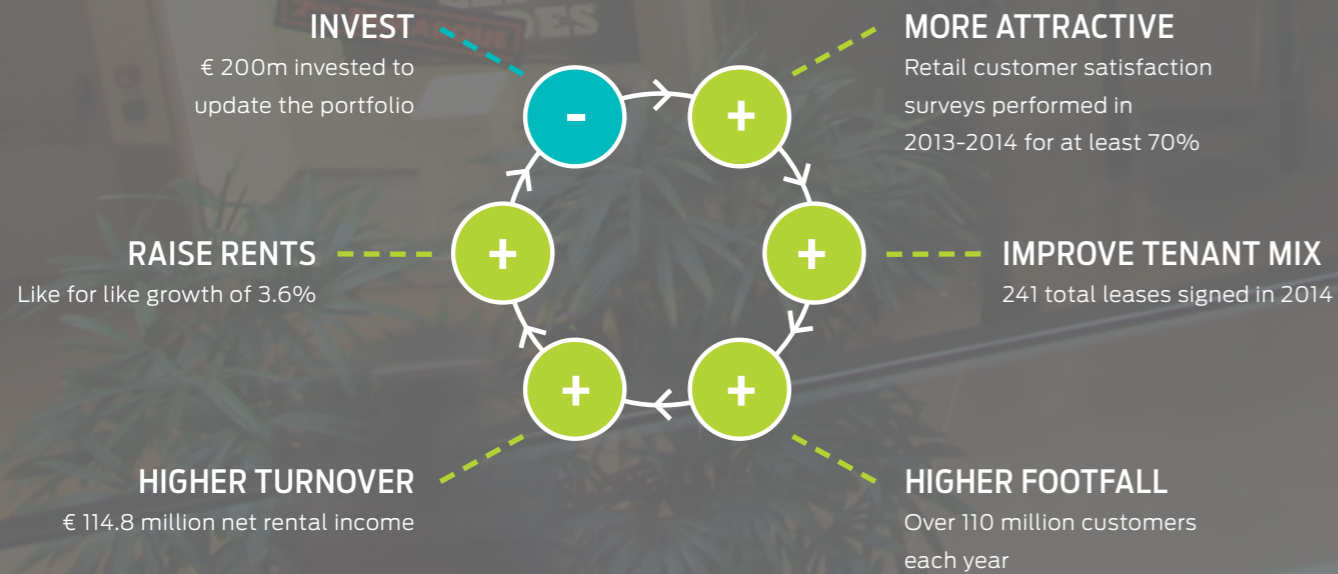 INVEST
€ 200m invested to
update the portfolio
-
+
MORE ATTRACTIVE
Retail customer satisfaction
surveys performed in
2013-2014 for at least 70%
RAISE RENTS
Like for like growth of 3.6%
+
+
IMPROVE TENANT MIX
241 total leases signed in 2014
HIGHER TURNOVER
€ 114.8 million net rental income
+
+
HIGHER FOOTFALL
Over 110 million customers
each year